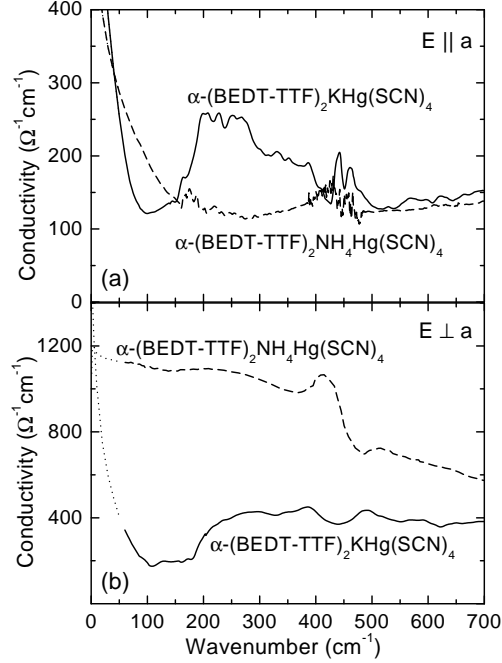 400
E || a
α-(BEDT-TTF)₂KHg(SCN)₄
300
200
100
α-(BEDT-TTF)₂NH₄Hg(SCN)₄
(a)
0
Conductivity (Ω⁻¹cm⁻¹)
E ⊥ a
α-(BEDT-TTF)₂NH₄Hg(SCN)₄
1200
800
400
α-(BEDT-TTF)₂KHg(SCN)₄
(b)
0
Conductivity (Ω⁻¹cm⁻¹)
0 100 200 300 400 500 600 700
Wavenumber (cm⁻¹)